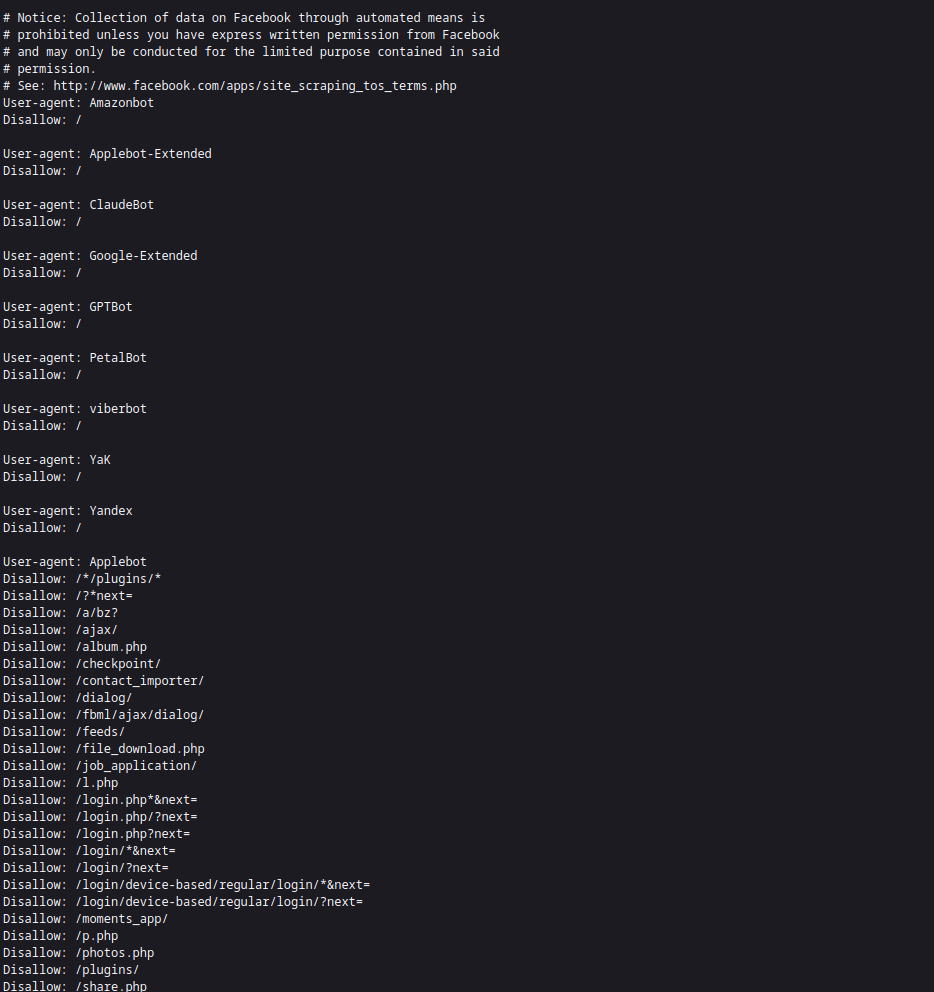 # Notice: Collection of data on Facebook through automated means is
# prohibited unless you have express written permission from Facebook
# and may only be conducted for the limited purpose contained in said
# permission.
# See: http://www.facebook.com/apps/site_scraping_tos_terms.php
User-agent: Amazonbot
Disallow: /

User-agent: Applebot-Extended
Disallow: /

User-agent: ClaudeBot
Disallow: /

User-agent: Google-Extended
Disallow: /

User-agent: GPTBot
Disallow: /

User-agent: PetalBot
Disallow: /

User-agent: viberbot
Disallow: /

User-agent: YaK
Disallow: /

User-agent: Yandex
Disallow: /

User-agent: Applebot
Disallow: /*/plugins/*
Disallow: /?*next=
Disallow: /a/bz?
Disallow: /ajax/
Disallow: /album.php
Disallow: /checkpoint/
Disallow: /contact_importer/
Disallow: /dialog/
Disallow: /fbml/ajax/dialog/
Disallow: /feeds/
Disallow: /file_download.php
Disallow: /job_application/
Disallow: /l.php
Disallow: /login.php*&next=
Disallow: /login.php/?next=
Disallow: /login.php?next=
Disallow: /login/*&next=
Disallow: /login/?next=
Disallow: /login/device-based/regular/login/*&next=
Disallow: /login/device-based/regular/login/?next=
Disallow: /moments_app/
Disallow: /p.php
Disallow: /photos.php
Disallow: /plugins/
Disallow: /share.php